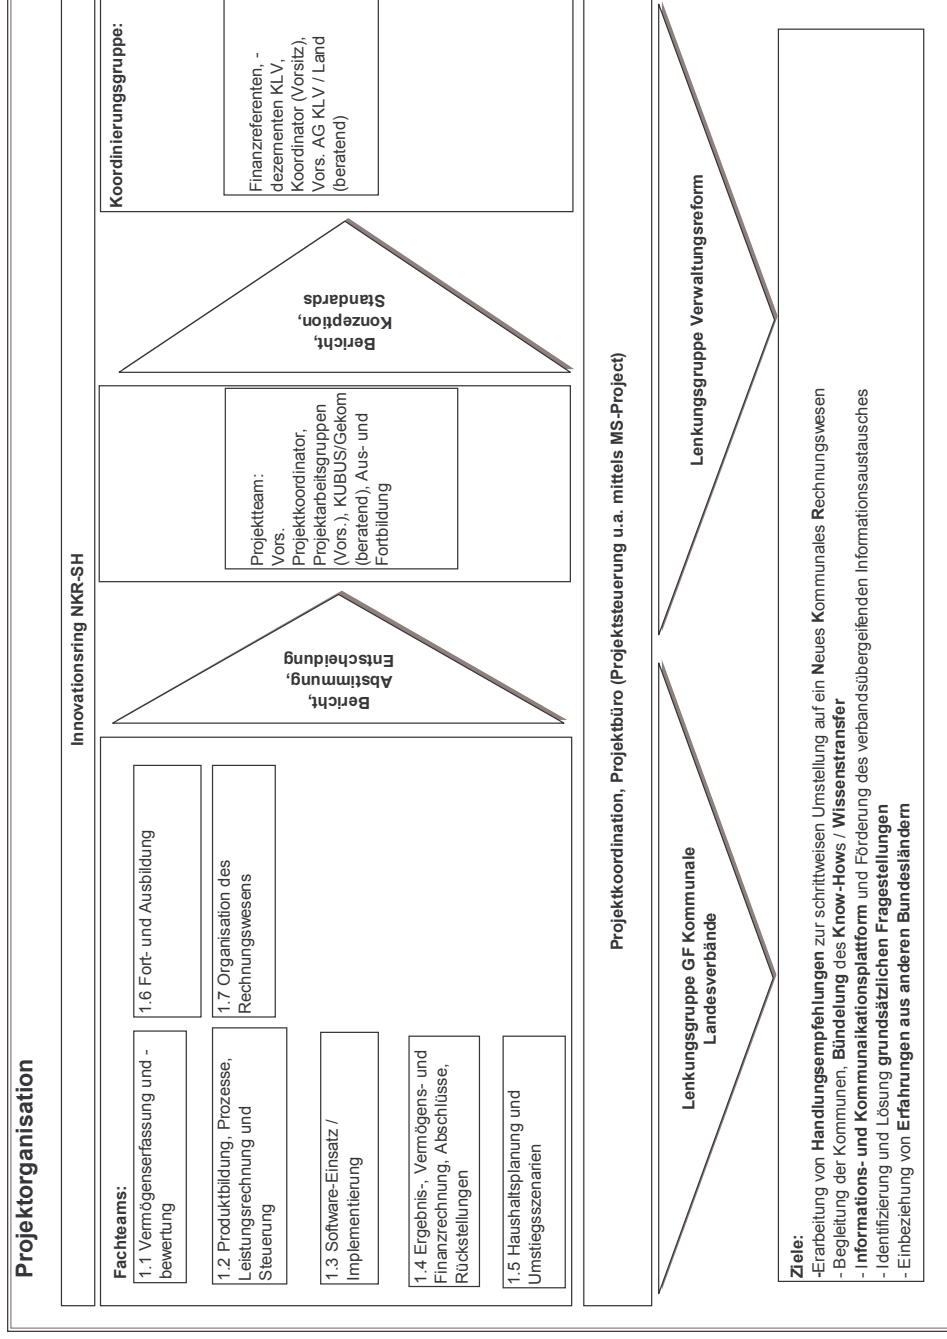 Projektorganisation
Innovationsring NKR-SH
Fachteams:
1.1 Vermögenserfassung und -
bewertung
1.2 Produktbildung, Prozesse,
Leistungsrechnung und
Steuerung
1.3 Software-Einsatz /
Implementierung
1.4 Ergebnis-, Vermögens- und
Finanzrechnung, Abschlüsse,
Rückstellungen
1.5 Haushaltsplanung und
Umstiegsszenarien
1.6 Fort- und Ausbildung
1.7 Organisation des
Rechnungswesens
Bericht,
Abstimmung,
Entscheidung
Projektteam:
Vors.
Projektkoordinator,
Projektarbeitsgruppen
(Vors.), KUBUS/Gekom
(beratend), Aus- und
Fortbildung
Bericht,
Konzeption,
Standards
Koordinierungsgruppe:
Finanzreferenten, -
dezementen KLV,
Koordinator (Vorsitz),
Vors. AG KLV / Land
(beratend)
Projektkoordination, Projektbüro (Projektsteuerung u.a. mittels MS-Project)
Lenkungsgruppe GF Kommunale
Landesverbände
Lenkungsgruppe Verwaltungsreform
Ziele:
-Erarbeitung von Handlungsempfehlungen zur schrittweisen Umstellung auf ein Neues Kommunales Rechnungswesen
- Begleitung der Kommunen, Bündelung des Know-Hows / Wissenstransfer
- Informations- und Kommunaikationsplattform und Förderung des verbandsübergeifenden Informationsaustausches
- Identifizierung und Lösung grundsätzlichen Fragestellungen
- Einbeziehung von Erfahrungen aus anderen Bundesländern